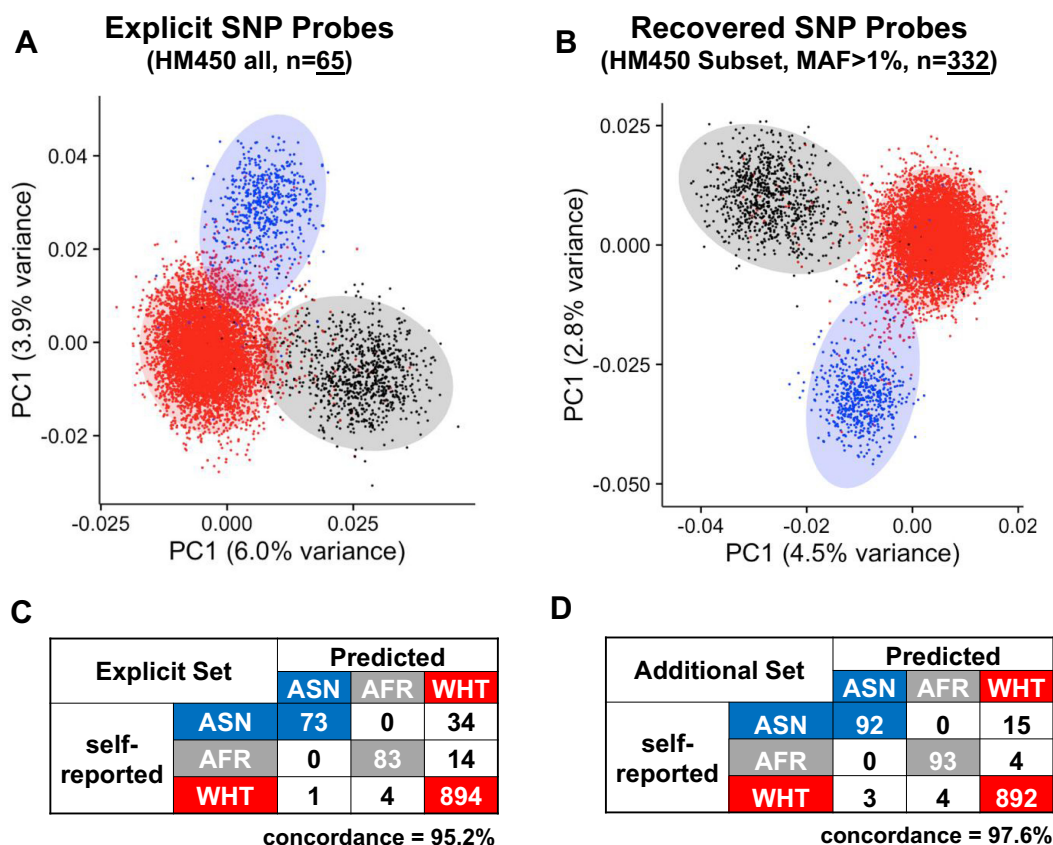 A
Explicit SNP Probes
(HM450 all, n=65)
PC1 (3.9% variance)
0.04
0.02
0.00
-0.02
-0.025
0.000
0.025
PC1 (6.0% variance)
B
Recovered SNP Probes
(HM450 Subset, MAF>1%, n=332)
PC1 (2.8% variance)
0.025
0.000
-0.025
-0.050
-0.04
-0.02
0.00
0.02
PC1 (4.5% variance)
C
Explicit Set
Predicted
ASN AFR WHT
self-reported
ASN 73 0 34
AFR 0 83 14
WHT 1 4 894
concordance = 95.2%
D
Additional Set
Predicted
ASN AFR WHT
self-reported
ASN 92 0 15
AFR 0 93 4
WHT 3 4 892
concordance = 97.6%